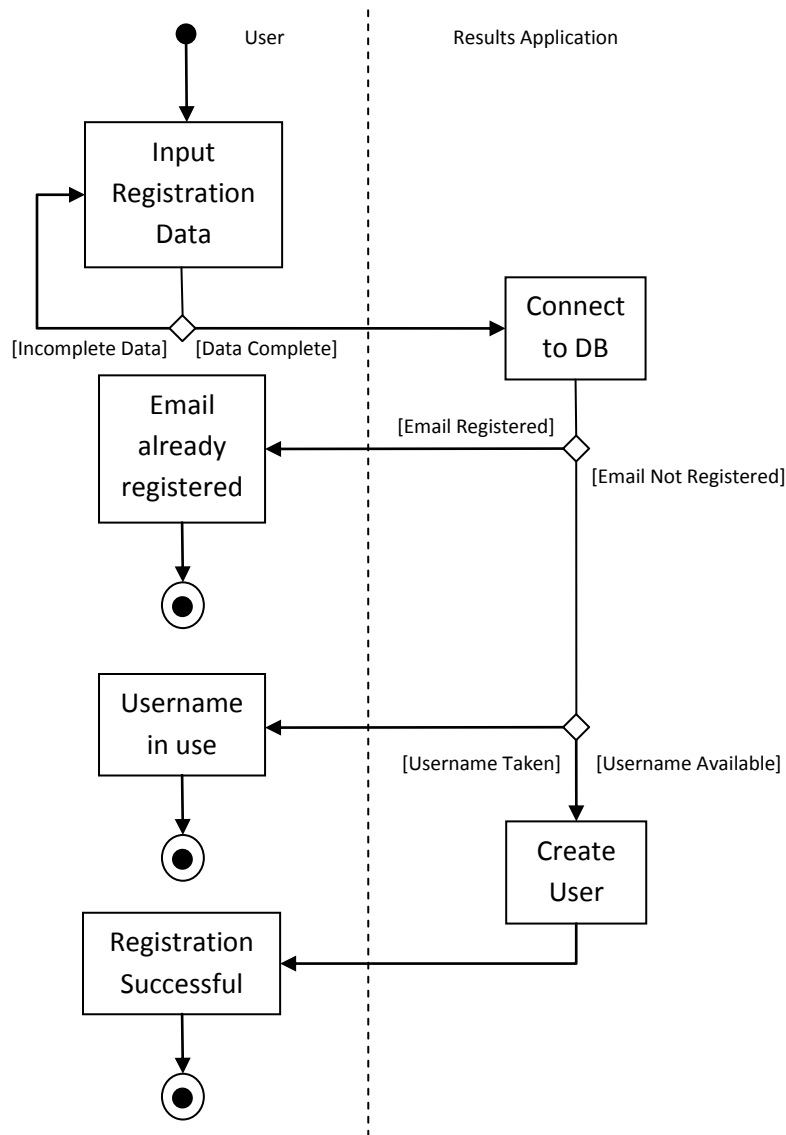 User
Results Application
Input
Registration
Data
Connect
to DB
[Incomplete Data]
[Data Complete]
Email
already
registered
[Email Registered]
[Email Not Registered]
Username
in use
[Username Taken]
[Username Available]
Create
User
Registration
Successful